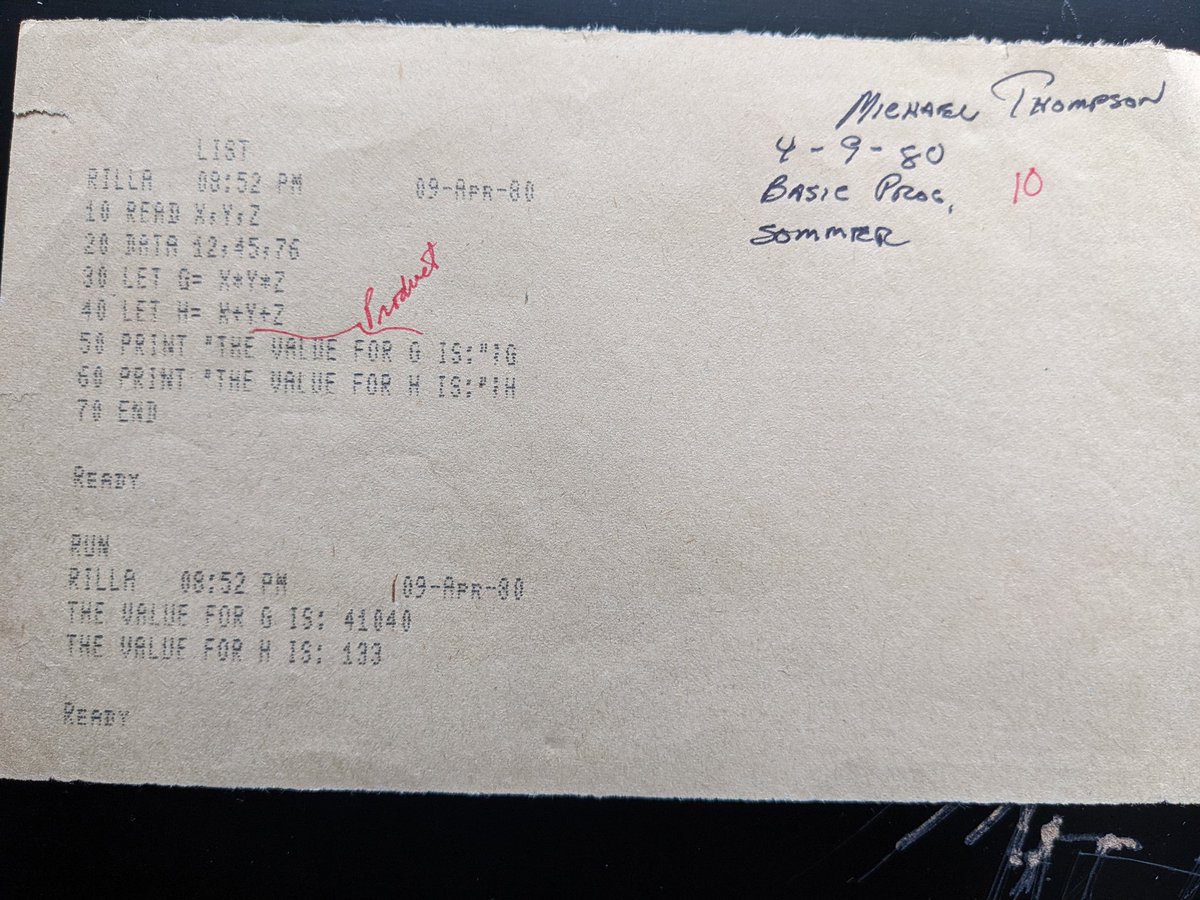 Michael Thompson
4-9-80
Basic Prog.
Sommer
10
LIST
RILLA 08:52 PM 09-Apr-80
10 READ X,Y,Z
20 DATA 12,45,76
30 LET G= X*Y*Z
40 LET H= X+Y+Z
Product
50 PRINT "THE VALUE FOR G IS:";G
60 PRINT "THE VALUE FOR H IS:";H
70 END
READY
RUN
RILLA 08:52 PM 09-Apr-80
THE VALUE FOR G IS: 41040
THE VALUE FOR H IS: 133
READY